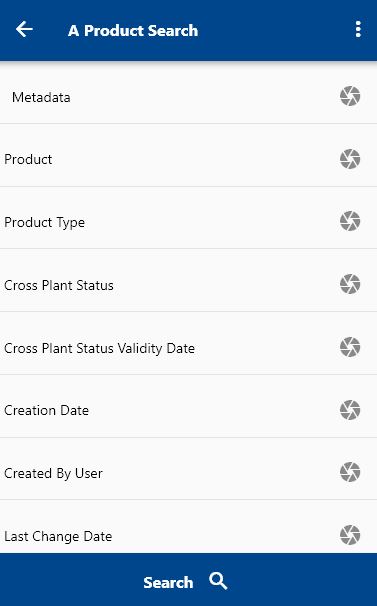 A Product Search
Metadata
Product
Product Type
Cross Plant Status
Cross Plant Status Validity Date
Creation Date
Created By User
Last Change Date
Search